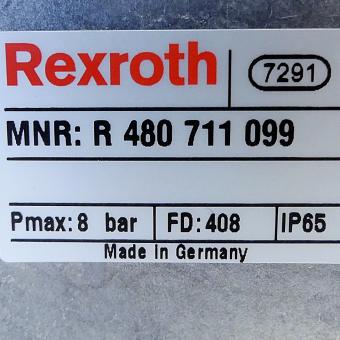 Rexroth 7291
MNR: R 480 711 099
Pmax: 8 bar FD: 408 IP65
Made in Germany